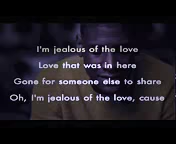 I'm jealous of the love
Love that was in here
Gone for someone else to share
Oh, I'm jealous of the love, cause